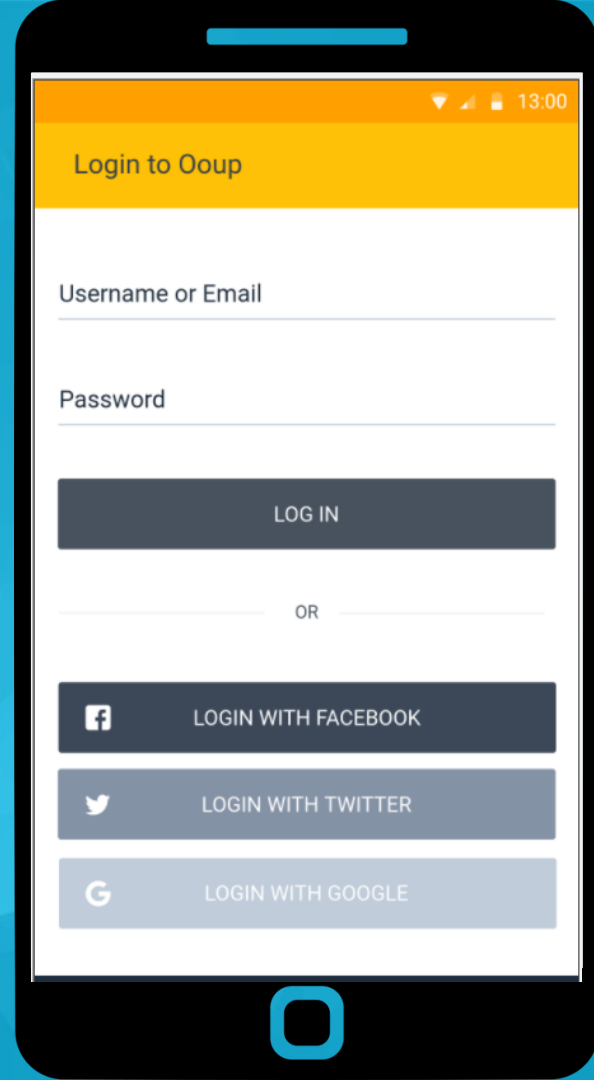 13:00
Login to Ooup
Username or Email
Password
LOG IN
OR
LOGIN WITH FACEBOOK
LOGIN WITH TWITTER
LOGIN WITH GOOGLE